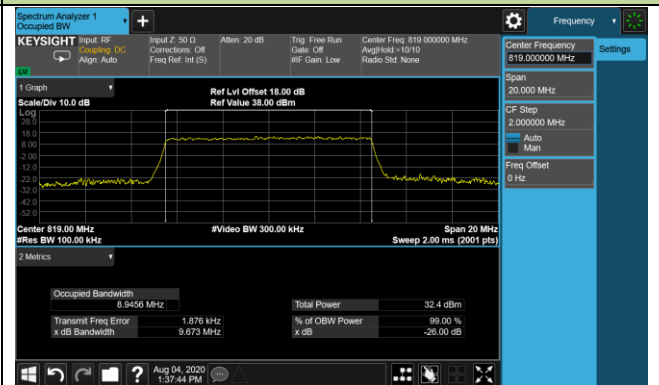 Spectrum Analyzer 1
Occupied BW
Frequency
KEYSIGHT
Input: RF
Coupling: DC
Align: Auto
Input Z: 50 Ω
Corrections: Off
Freq Ref: Int (S)
Atten: 20 dB
Trig: Free Run
Gate: Off
#IF Gain: Low
Center Freq: 819.000000 MHz
Avg|Hold:>10/10
Radio Std: None
Center Frequency
819.000000 MHz
Settings
Span
20.000 MHz
CF Step
2.000000 MHz
Auto
Man
Freq Offset
0 Hz
1 Graph
Scale/Div 10.0 dB
Ref Lvl Offset 18.00 dB
Ref Value 38.00 dBm
Log
28.0
18.0
8.00
-2.00
-12.0
-22.0
-32.0
-42.0
-52.0
Center 819.00 MHz
#Video BW 300.00 kHz
Span 20 MHz
#Res BW 100.00 kHz
Sweep 2.00 ms (2001 pts)
2 Metrics
Occupied Bandwidth
8.9456 MHz
Total Power 32.4 dBm
Transmit Freq Error 1.876 kHz
% of OBW Power 99.00 %
x dB Bandwidth 9.673 MHz
x dB -26.00 dB
?
Aug 04, 2020
1:37:44 PM